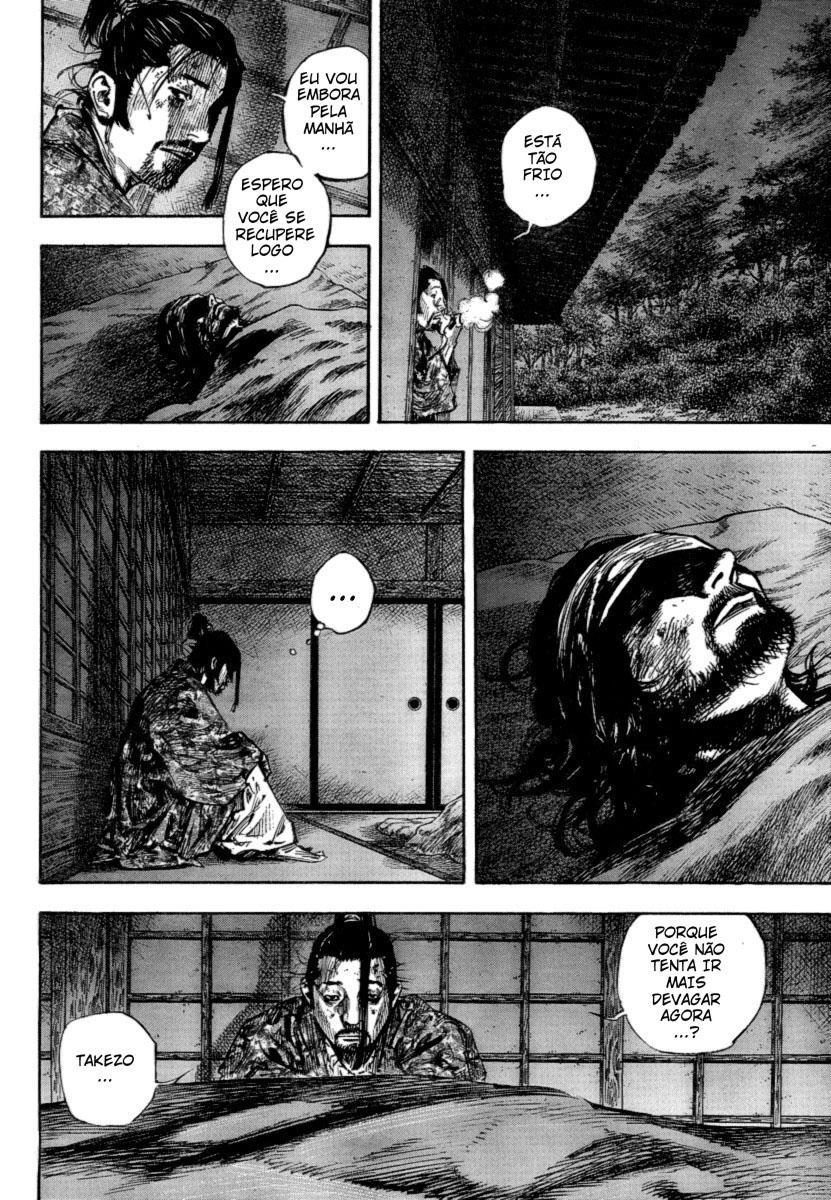 ESTÁ
TÃO
FRIO
...
EU VOU
EMBORA
PELA
MANHÃ
...
ESPERO
QUE
VOCÊ SE
RECUPERE
LOGO
...
...
PORQUE
VOCÊ NÃO
TENTA IR
MAIS
DEVAGAR
AGORA
...?
TAKEZO
...